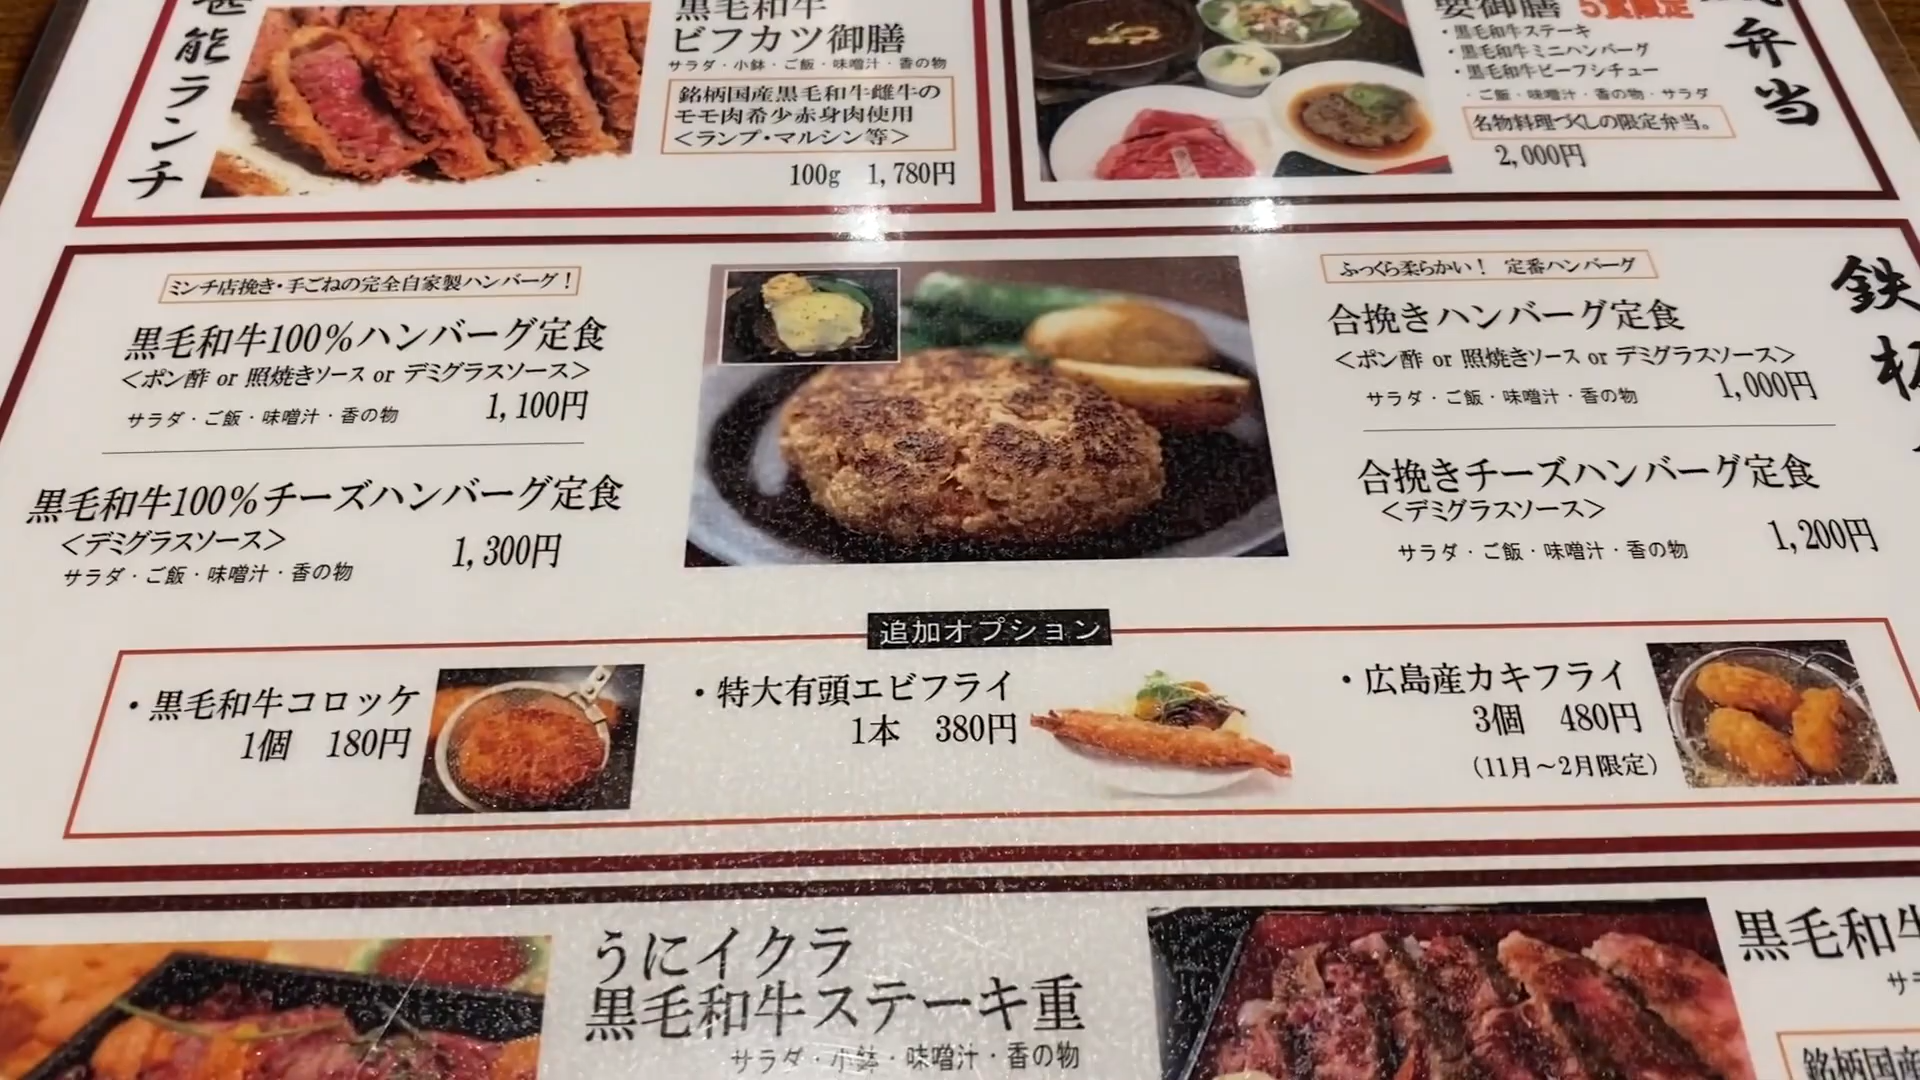 能ランチ
黒毛和牛
ビフカツ御膳
サラダ・小鉢・ご飯・味噌汁・香の物
銘柄国産黒毛和牛雌牛の
モモ肉希少赤身肉使用
<ランプ・マルシン等>
100g 1,780円
御膳 5食限定
・黒毛和牛ステーキ
・黒毛和牛ミニハンバーグ
・黒毛和牛ビーフシチュー
・ご飯・味噌汁・香の物・サラダ
名物料理づくしの限定弁当。
2,000円
弁当
ミンチ店挽き・手ごねの完全自家製ハンバーグ！
黒毛和牛100％ハンバーグ定食
<ポン酢 or 照焼きソース or デミグラスソース>
サラダ・ご飯・味噌汁・香の物 1,100円
黒毛和牛100％チーズハンバーグ定食
<デミグラスソース>
サラダ・ご飯・味噌汁・香の物 1,300円
ふっくら柔らかい！ 定番ハンバーグ
合挽きハンバーグ定食
<ポン酢 or 照焼きソース or デミグラスソース>
サラダ・ご飯・味噌汁・香の物 1,000円
合挽きチーズハンバーグ定食
<デミグラスソース>
サラダ・ご飯・味噌汁・香の物 1,200円
鉄板
追加オプション
・黒毛和牛コロッケ
1個 180円
・特大有頭エビフライ
1本 380円
・広島産カキフライ
3個 480円
（11月～2月限定）
うにイクラ
黒毛和牛ステーキ重
サラダ・小鉢・味噌汁・香の物
黒毛和牛
サラ
銘柄国産